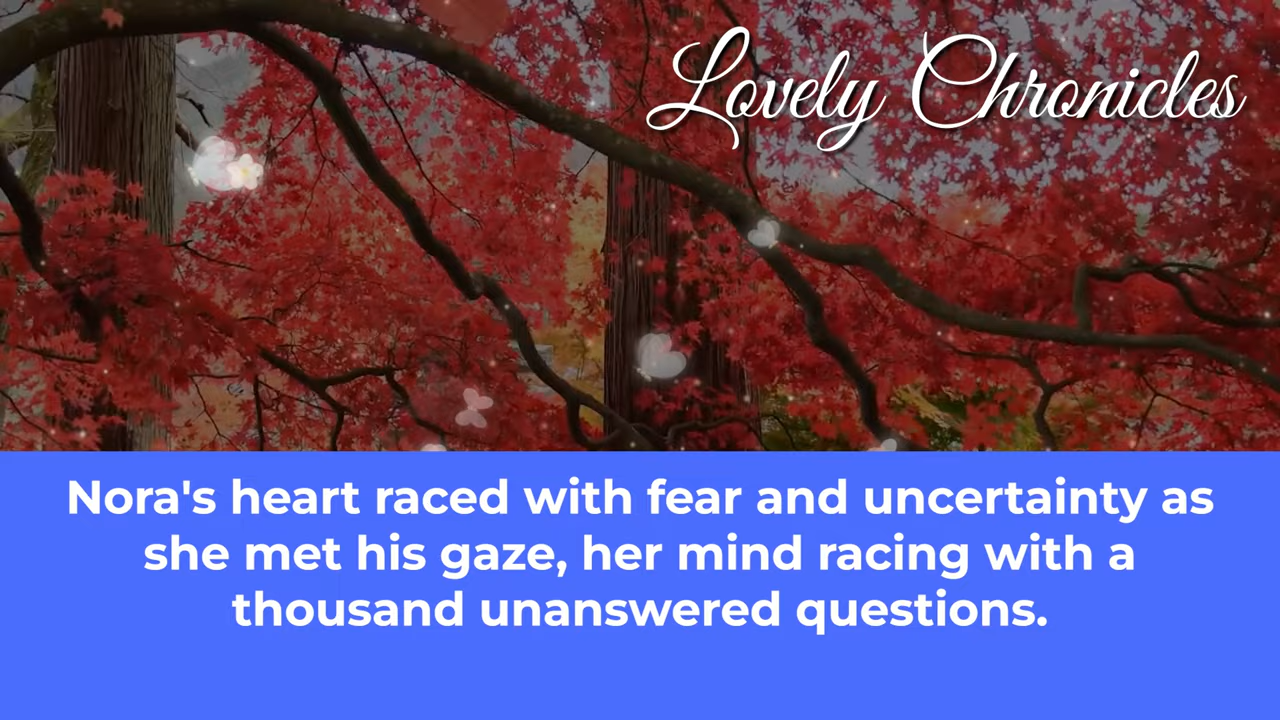 Lovely Chronicles
Nora's heart raced with fear and uncertainty as
she met his gaze, her mind racing with a
thousand unanswered questions.